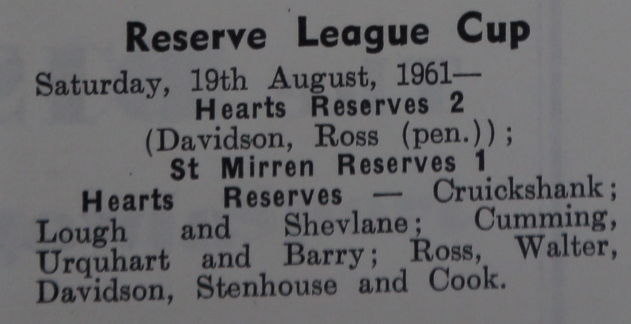 Reserve League Cup
Saturday, 19th August, 1961—
Hearts Reserves 2
(Davidson, Ross (pen.));
St Mirren Reserves 1
Hearts Reserves — Cruickshank;
Lough and Shevlane; Cumming,
Urquhart and Barry; Ross, Walter,
Davidson, Stenhouse and Cook.